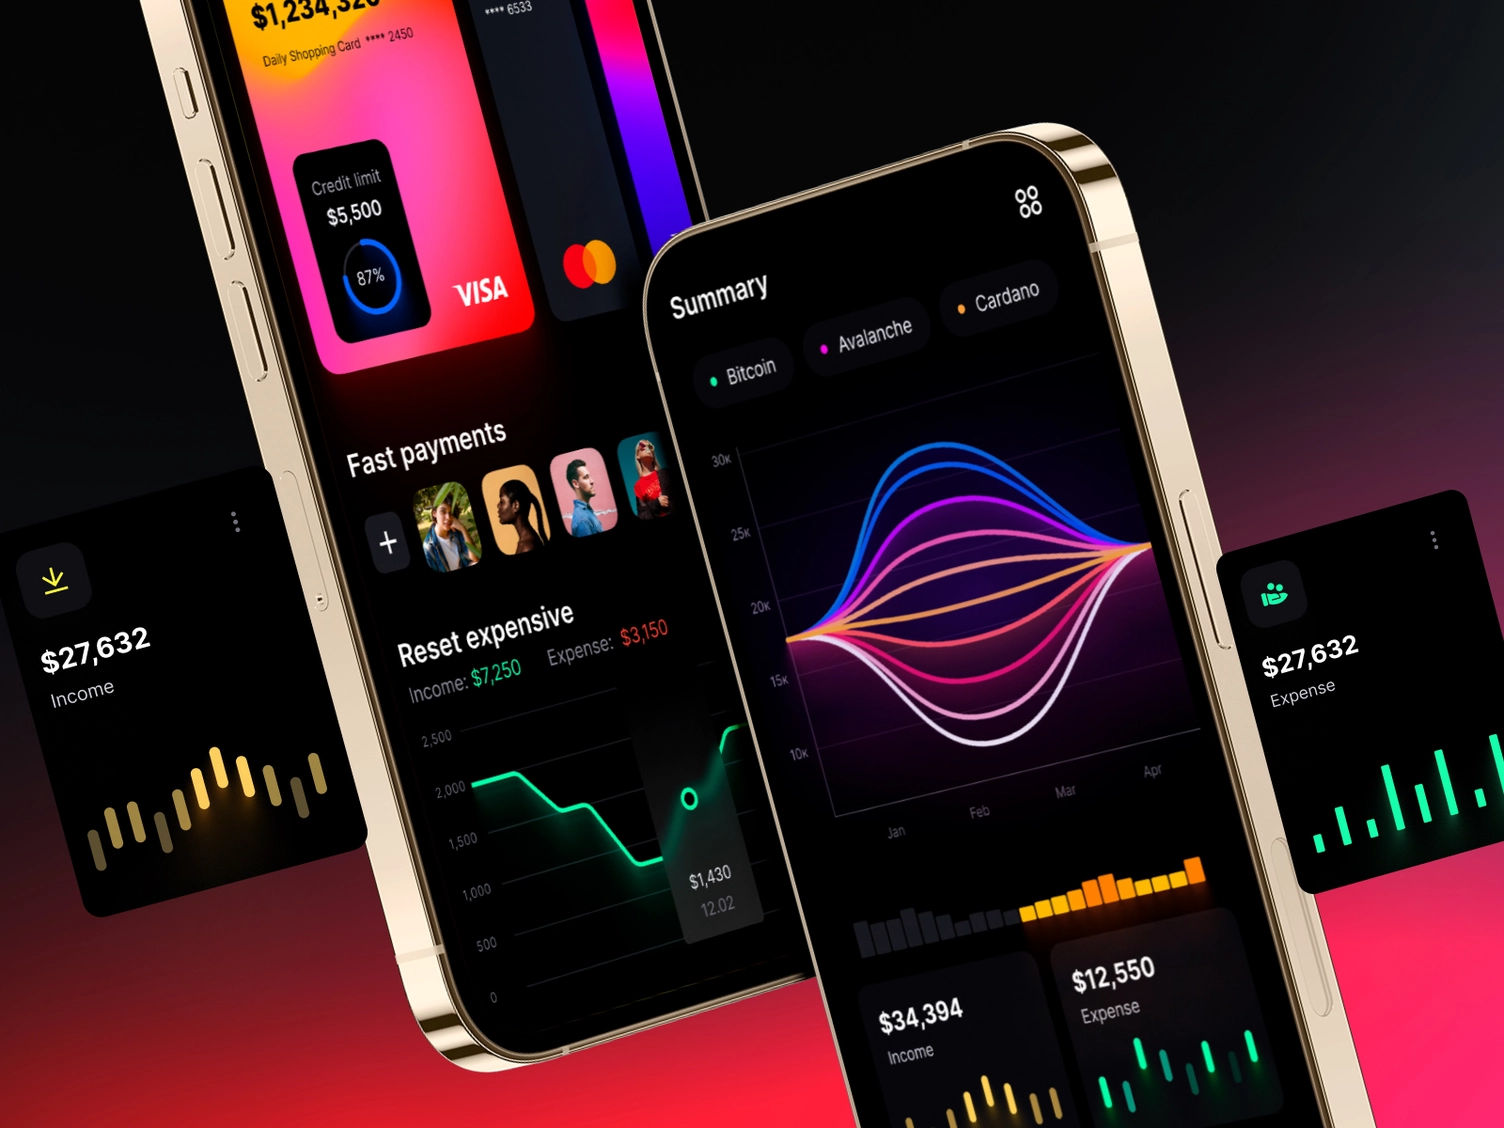 $1,234,326
Daily Shopping Card **** 2450
**** 6533
Credit limit
$5,500
87%
VISA
Fast payments
+
Reset expensive
Income: $7,250 Expense: $3,150
2,500
2,000
1,500
1,000
500
0
$1,430
12.02
Summary
Bitcoin
Avalanche
Cardano
30K
25K
20K
15K
10K
Jan
Feb
Mar
Apr
$34,394
Income
$12,550
Expense
$27,632
Income
$27,632
Expense